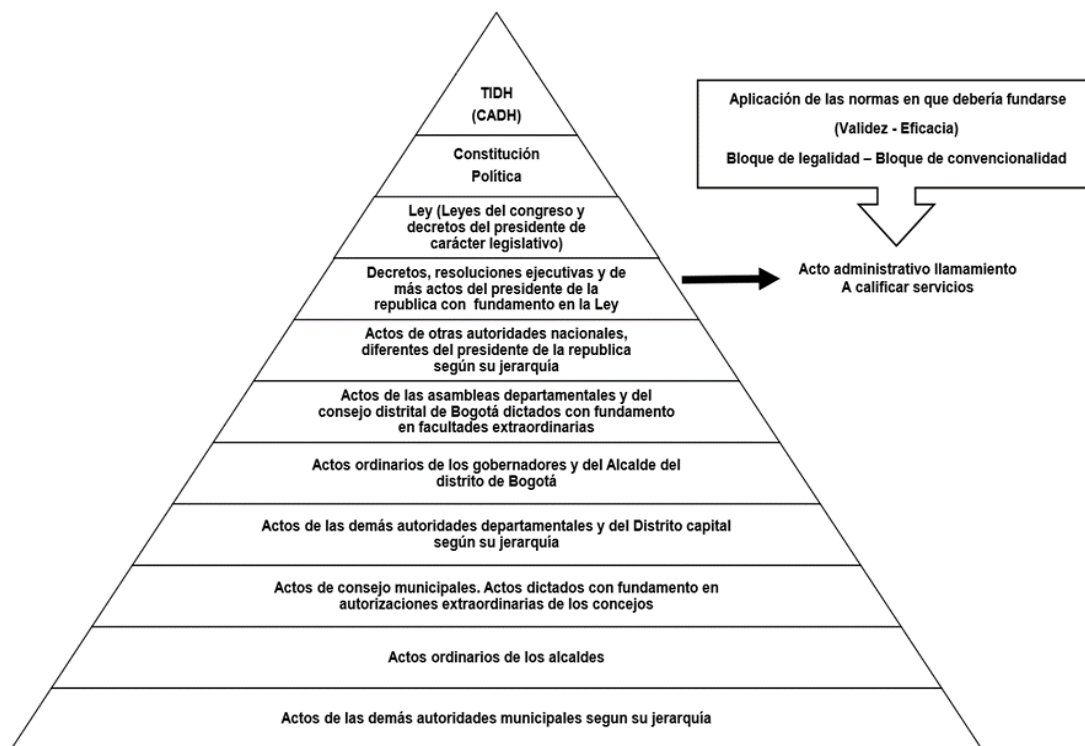 TIDH
(CADH)
Constitución
Política
Ley (Leyes del congreso y
decretos del presidente de
carácter legislativo)
Decretos, resoluciones ejecutivas y de
más actos del presidente de la
republica con fundamento en la Ley
Actos de otras autoridades nacionales,
diferentes del presidente de la republica
según su jerarquía
Actos de las asambleas departamentales y del
consejo distrital de Bogotá dictados con fundamento
en facultades extraordinarias
Actos ordinarios de los gobernadores y del Alcalde del
distrito de Bogotá
Actos de las demás autoridades departamentales y del Distrito capital
según su jerarquía
Actos de consejo municipales. Actos dictados con fundamento en
autorizaciones extraordinarias de los concejos
Actos ordinarios de los alcaldes
Actos de las demás autoridades municipales segun su jerarquía
Aplicación de las normas en que debería fundarse
(Validez - Eficacia)
Bloque de legalidad – Bloque de convencionalidad
Acto administrativo llamamiento
A calificar servicios